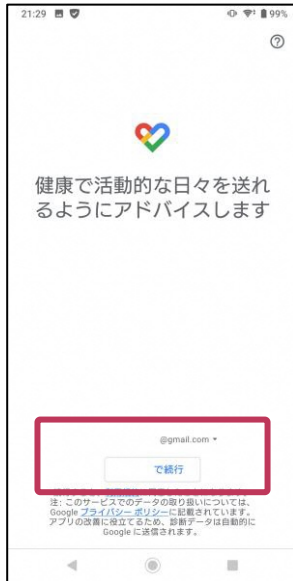 21:29 99%
健康で活動的な日々を送れ
るようにアドバイスします
@gmail.com
で続行
注: このサービスでのデータの取り扱いについては、
Google プライバシー ポリシーに記載されています。
アプリの改善に役立てるため、診断データは自動的に
Google に送信されます。